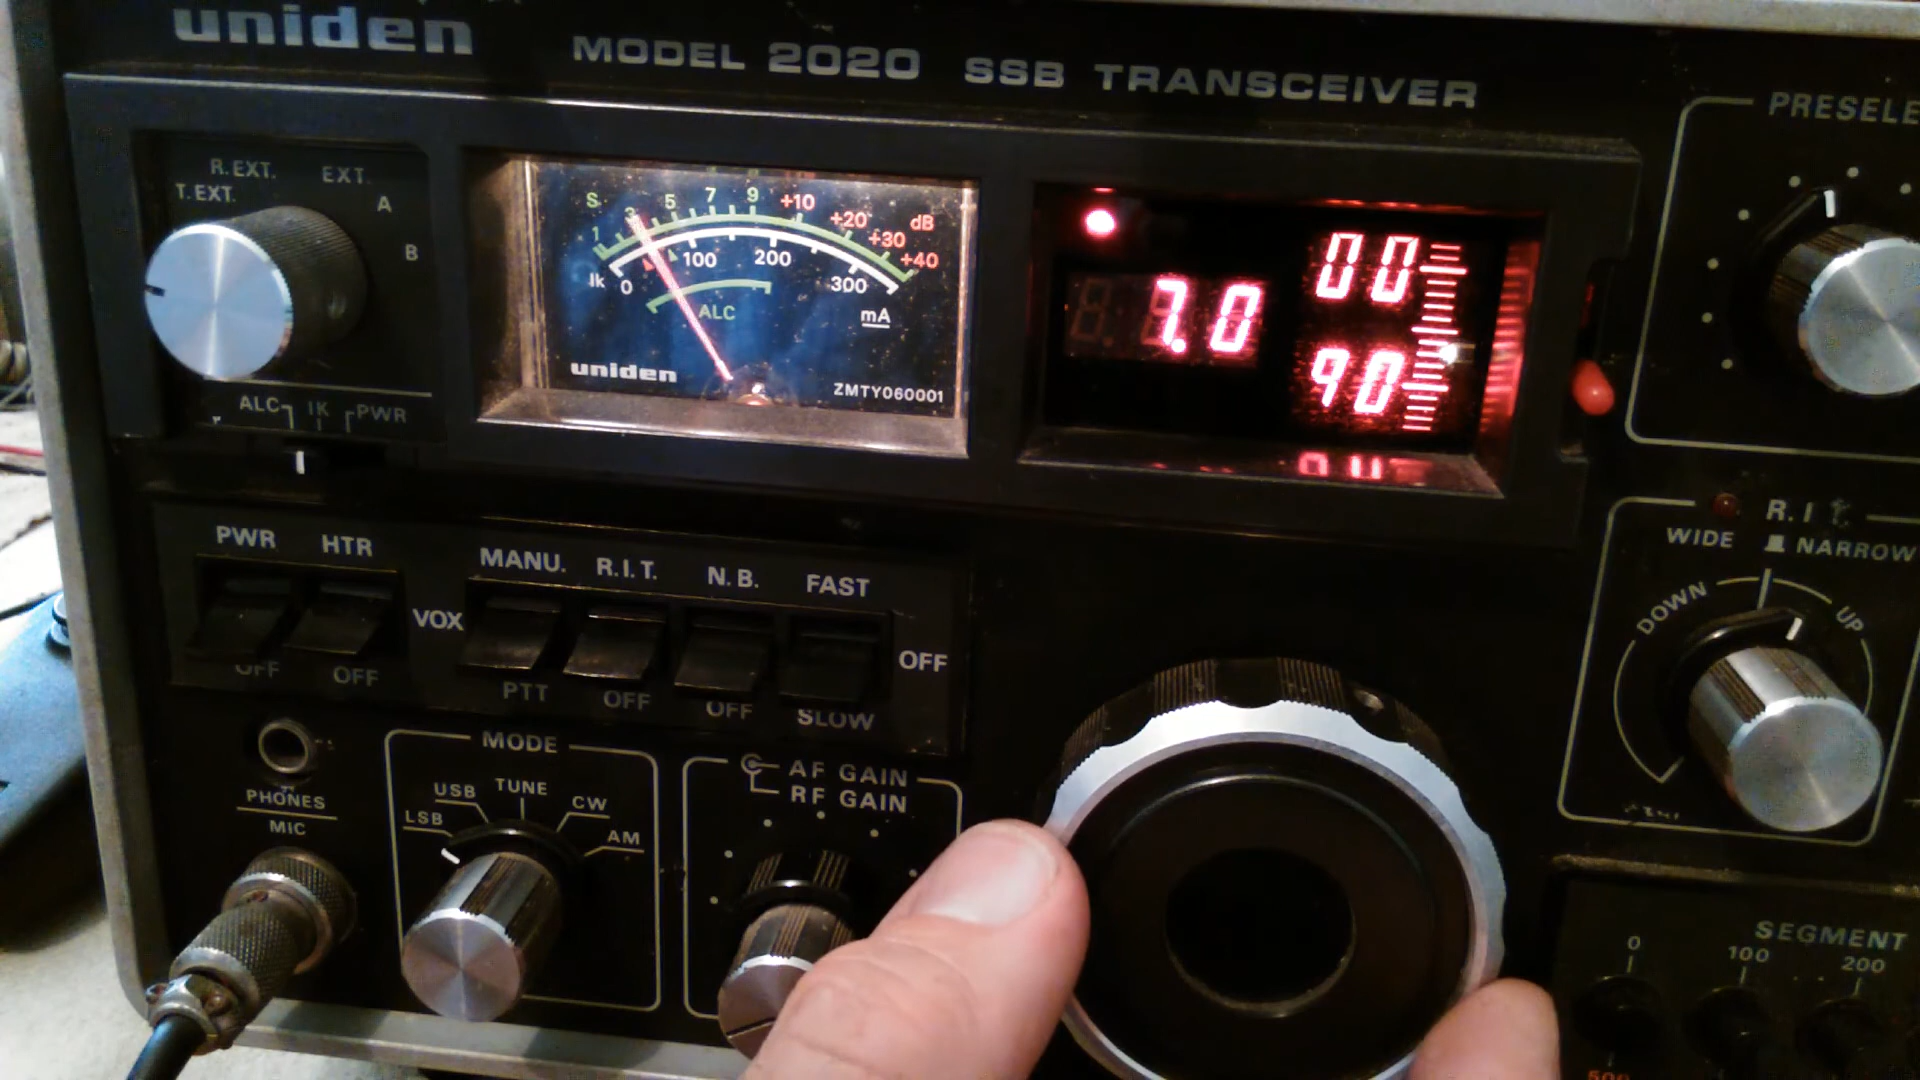 uniden
MODEL 2020 SSB TRANSCEIVER
PRESELE
R.EXT. EXT.
T.EXT. A
B
ALC IK PWR
S 1 3 5 7 9 +10 +20 +30 +40 dB
Ik 0 100 200 300
ALC mA
uniden
ZMTY060001
7.0
00
90
PWR HTR MANU. R.I.T. N.B. FAST
VOX OFF
OFF OFF PTT OFF OFF SLOW
R.I.T
WIDE NARROW
DOWN UP
PHONES
MIC
MODE
LSB USB TUNE CW AM
AF GAIN
RF GAIN
SEGMENT
0 100 200
500